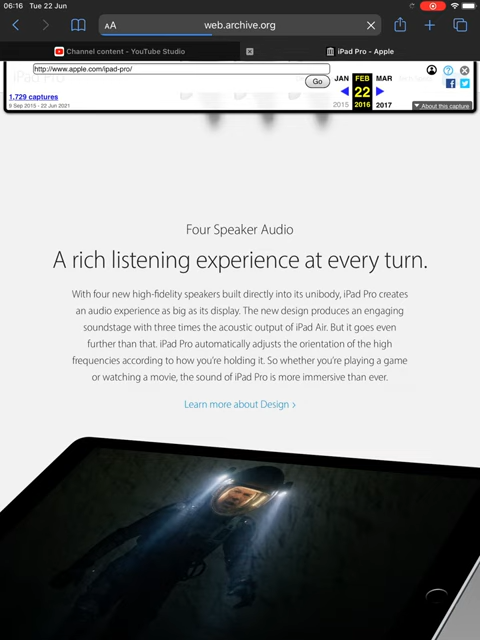 06:16 Tue 22 Jun
AA web.archive.org
Channel content - YouTube Studio
iPad Pro - Apple
http://www.apple.com/ipad-pro/
Go
JAN FEB MAR
22
2015 2016 2017
1,729 captures
9 Sep 2015 - 22 Jun 2021
About this capture
Four Speaker Audio
A rich listening experience at every turn.
With four new high-fidelity speakers built directly into its unibody, iPad Pro creates
an audio experience as big as its display. The new design produces an engaging
soundstage with three times the acoustic output of iPad Air. But it goes even
further than that. iPad Pro automatically adjusts the orientation of the high
frequencies according to how you're holding it. So whether you're playing a game
or watching a movie, the sound of iPad Pro is more immersive than ever.
Learn more about Design >